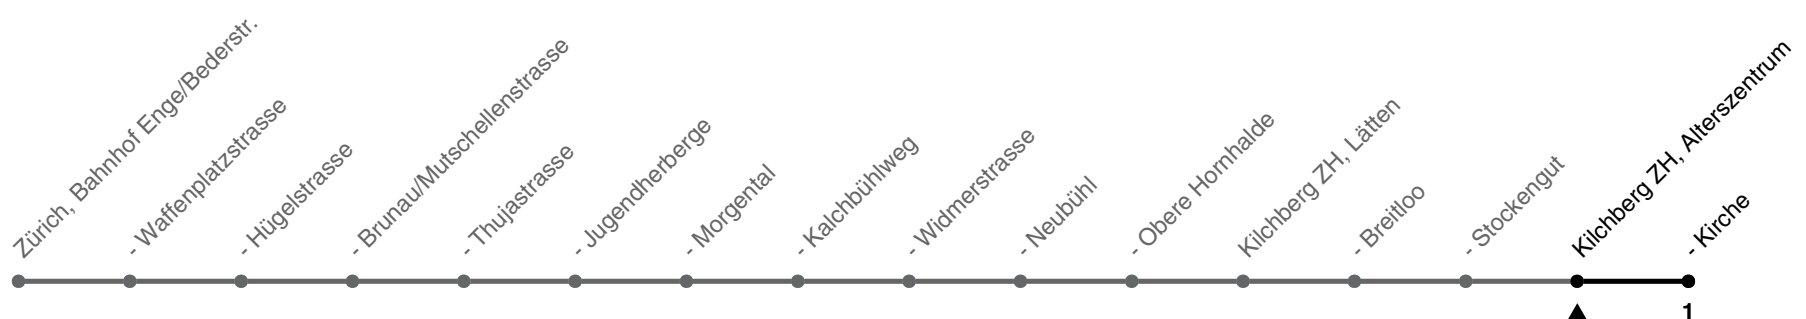 Zürich, Bahnhof Enge/Bederstr.
- Waffenplatzstrasse
- Hügelstrasse
- Brunau/Mutschellenstrasse
- Thujastrasse
- Jugendherberge
- Morgental
- Kalchbühlweg
- Widmerstrasse
- Neubühl
- Obere Hornhalde
Kilchberg ZH, Lätten
- Breitloo
- Stockengut
Kilchberg ZH, Alterszentrum
- Kirche
1